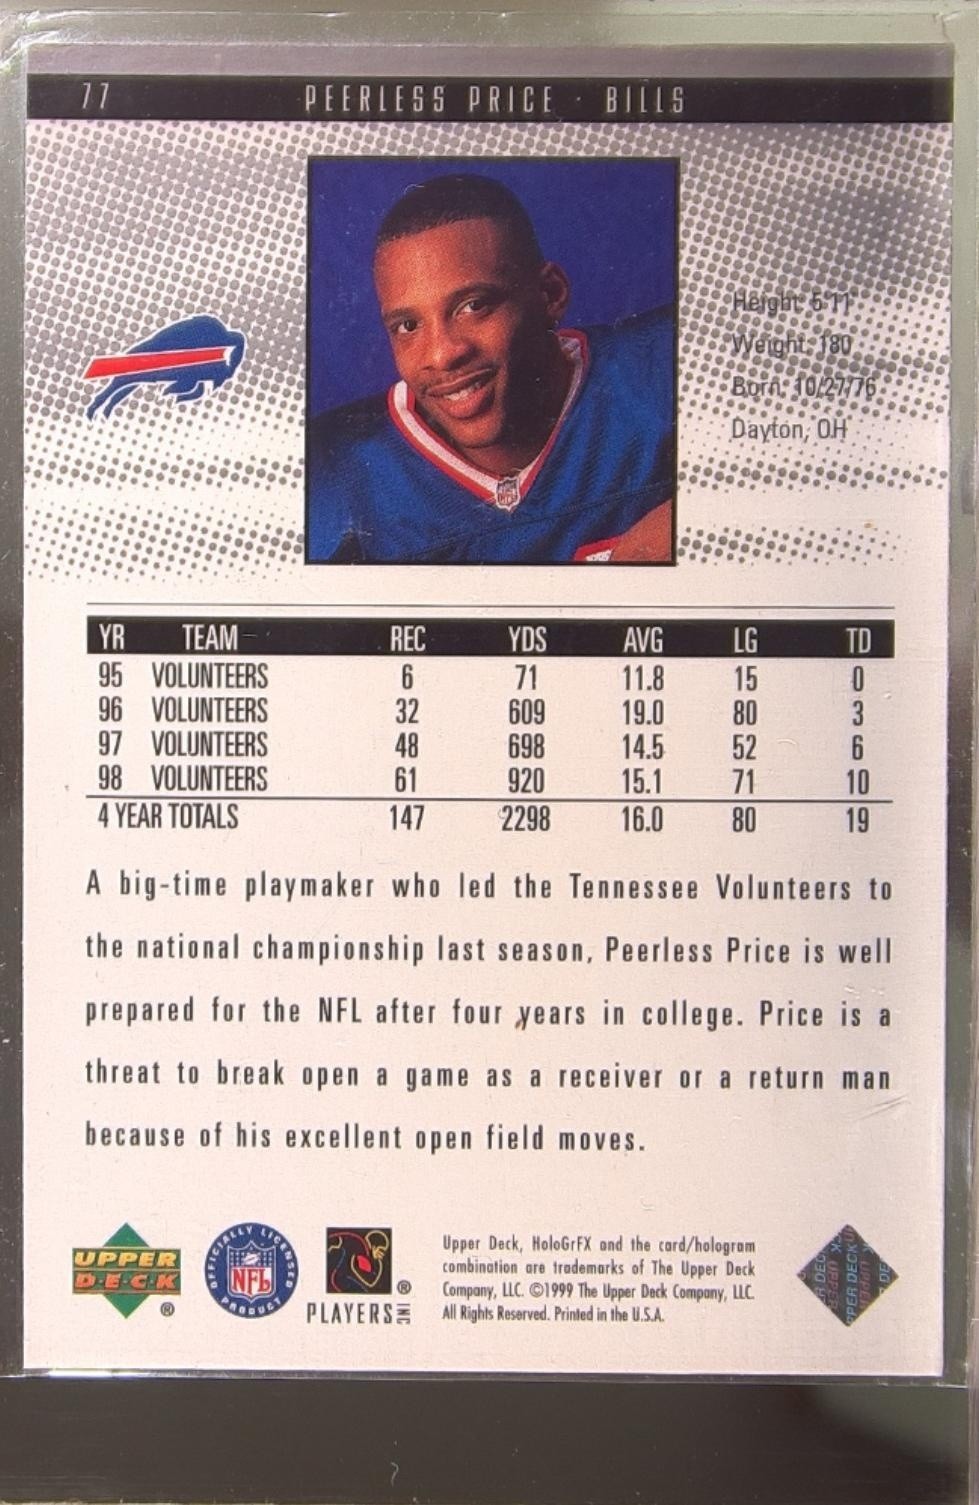 77 PEERLESS PRICE · BILLS
Height: 5'11
Weight: 180
Born: 10/27/76
Dayton, OH
YR TEAM REC YDS AVG LG TD
95 VOLUNTEERS 6 71 11.8 15 0
96 VOLUNTEERS 32 609 19.0 80 3
97 VOLUNTEERS 48 698 14.5 52 6
98 VOLUNTEERS 61 920 15.1 71 10
4 YEAR TOTALS 147 2298 16.0 80 19
A big-time playmaker who led the Tennessee Volunteers to
the national championship last season, Peerless Price is well
prepared for the NFL after four years in college. Price is a
threat to break open a game as a receiver or a return man
because of his excellent open field moves.
UPPER
DECK
®
OFFICIALLY LICENSED
NFL
PRODUCT
PLAYERS INC ®
Upper Deck, HoloGrFX and the card/hologram
combination are trademarks of The Upper Deck
Company, LLC. ©1999 The Upper Deck Company, LLC.
All Rights Reserved. Printed in the U.S.A.
UPPER DECK